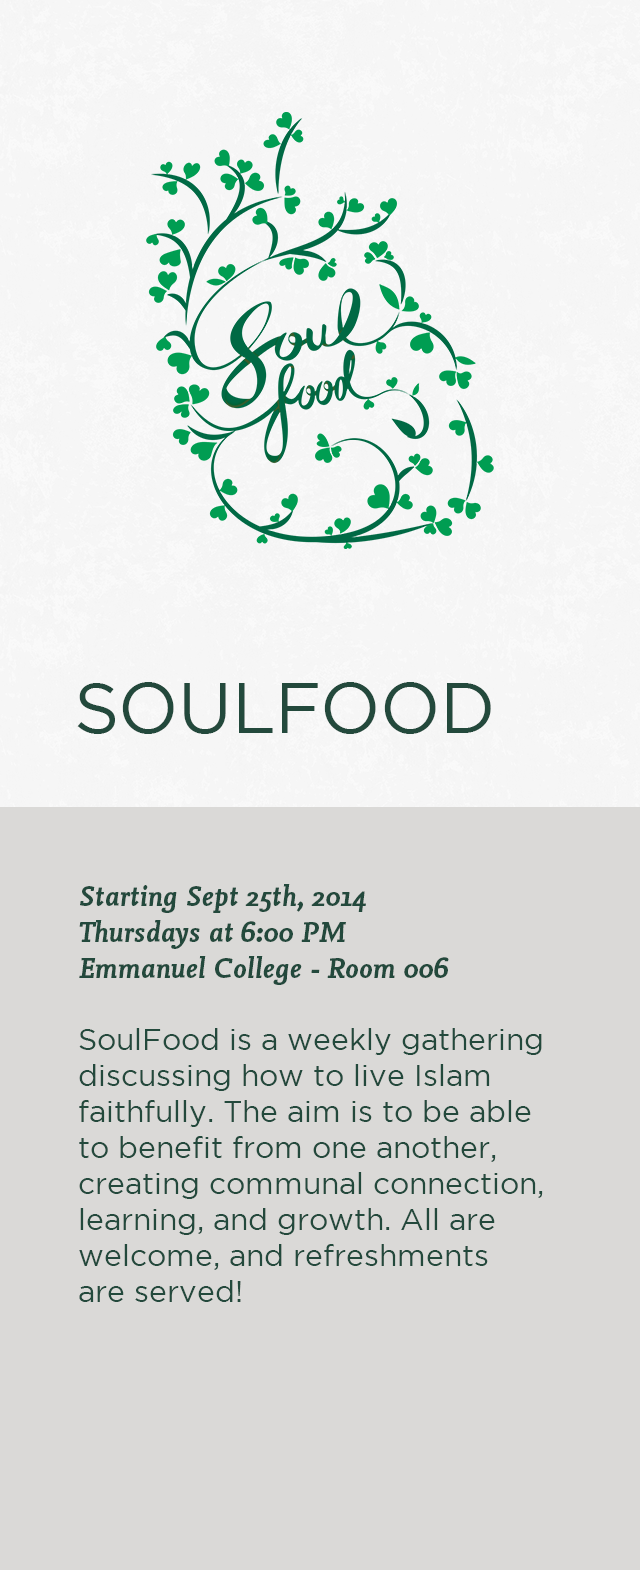 Soul
food
SOULFOOD
Starting Sept 25th, 2014
Thursdays at 6:00 PM
Emmanuel College - Room 006
SoulFood is a weekly gathering
discussing how to live Islam
faithfully. The aim is to be able
to benefit from one another,
creating communal connection,
learning, and growth. All are
welcome, and refreshments
are served!